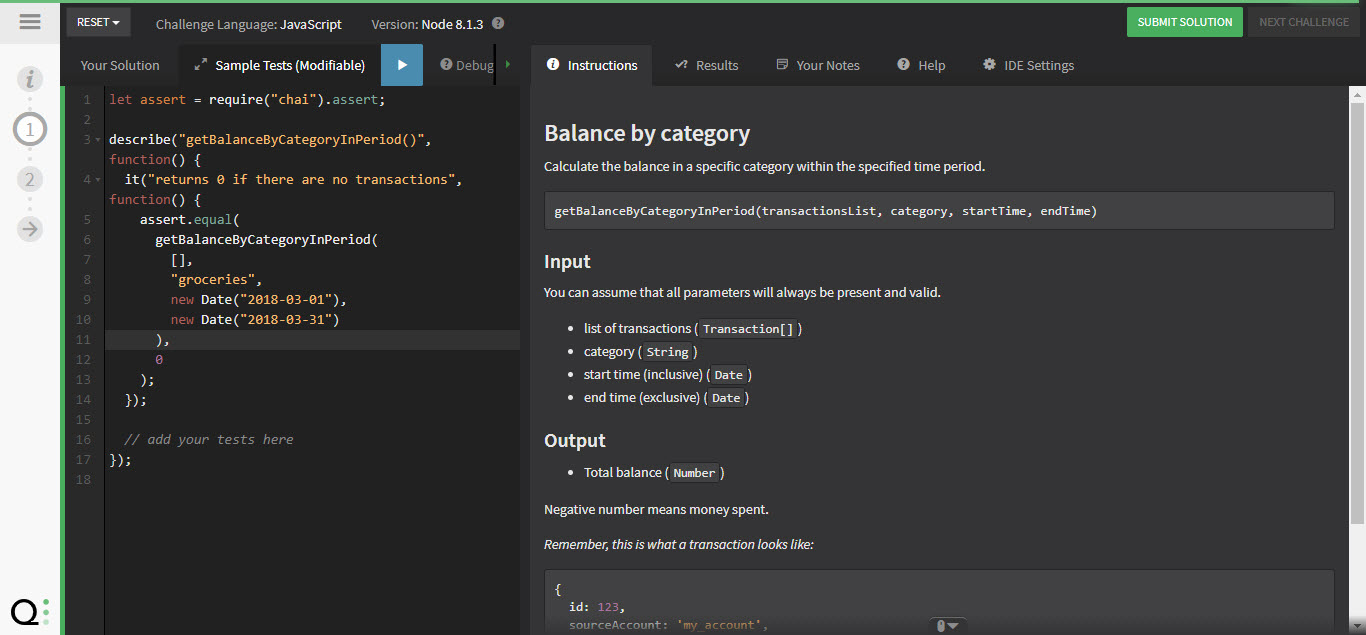 RESET
Challenge Language: JavaScript
Version: Node 8.1.3
SUBMIT SOLUTION
NEXT CHALLENGE
Your Solution
Sample Tests (Modifiable)
Debug
Instructions
Results
Your Notes
Help
IDE Settings
i
1
2
1 let assert = require("chai").assert;
2
3 describe("getBalanceByCategoryInPeriod()",
function() {
4 it("returns 0 if there are no transactions",
function() {
5 assert.equal(
6 getBalanceByCategoryInPeriod(
7 [],
8 "groceries",
9 new Date("2018-03-01"),
10 new Date("2018-03-31")
11 ),
12 0
13 );
14 });
15
16 // add your tests here
17 });
18
Balance by category
Calculate the balance in a specific category within the specified time period.
getBalanceByCategoryInPeriod(transactionsList, category, startTime, endTime)
Input
You can assume that all parameters will always be present and valid.
• list of transactions ( Transaction[] )
• category ( String )
• start time (inclusive) ( Date )
• end time (exclusive) ( Date )
Output
• Total balance ( Number )
Negative number means money spent.
Remember, this is what a transaction looks like:
{
id: 123,
sourceAccount: 'my_account',